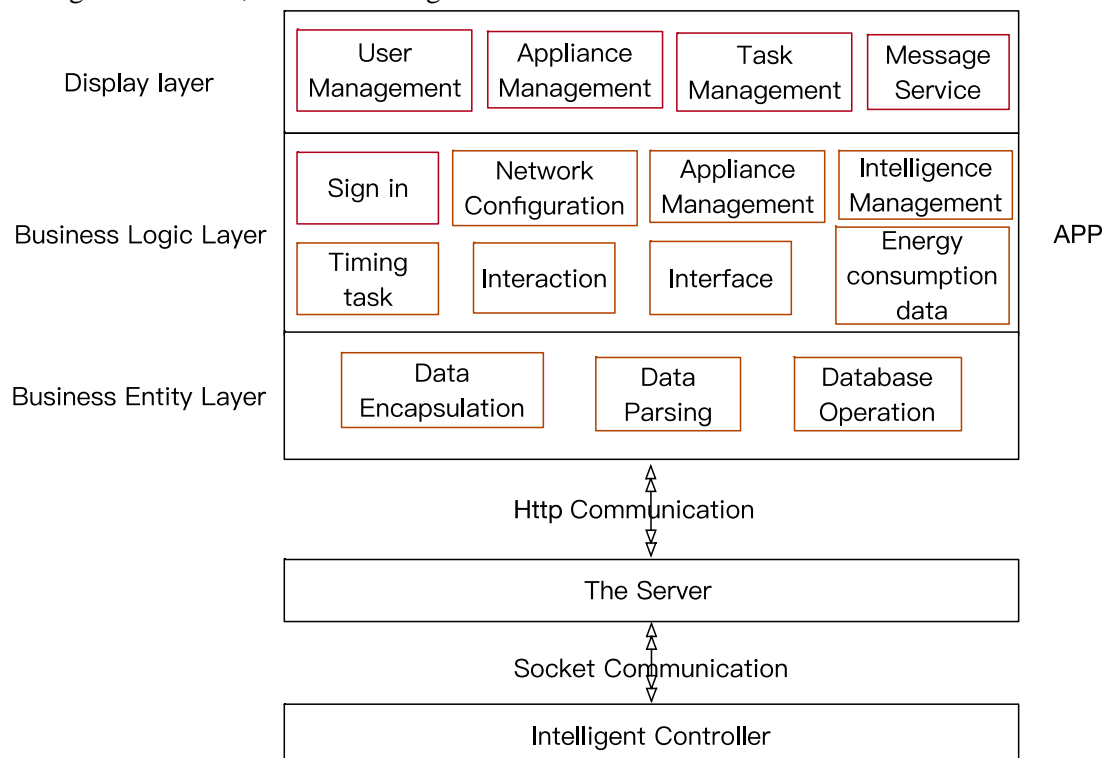 Display layer
User
Management
Appliance
Management
Task
Management
Message
Service
Business Logic Layer
Sign in
Network
Configuration
Appliance
Management
Intelligence
Management
Timing
task
Interaction
Interface
Energy
consumption
data
APP
Business Entity Layer
Data
Encapsulation
Data
Parsing
Database
Operation
Http Communication
The Server
Socket Communication
Intelligent Controller